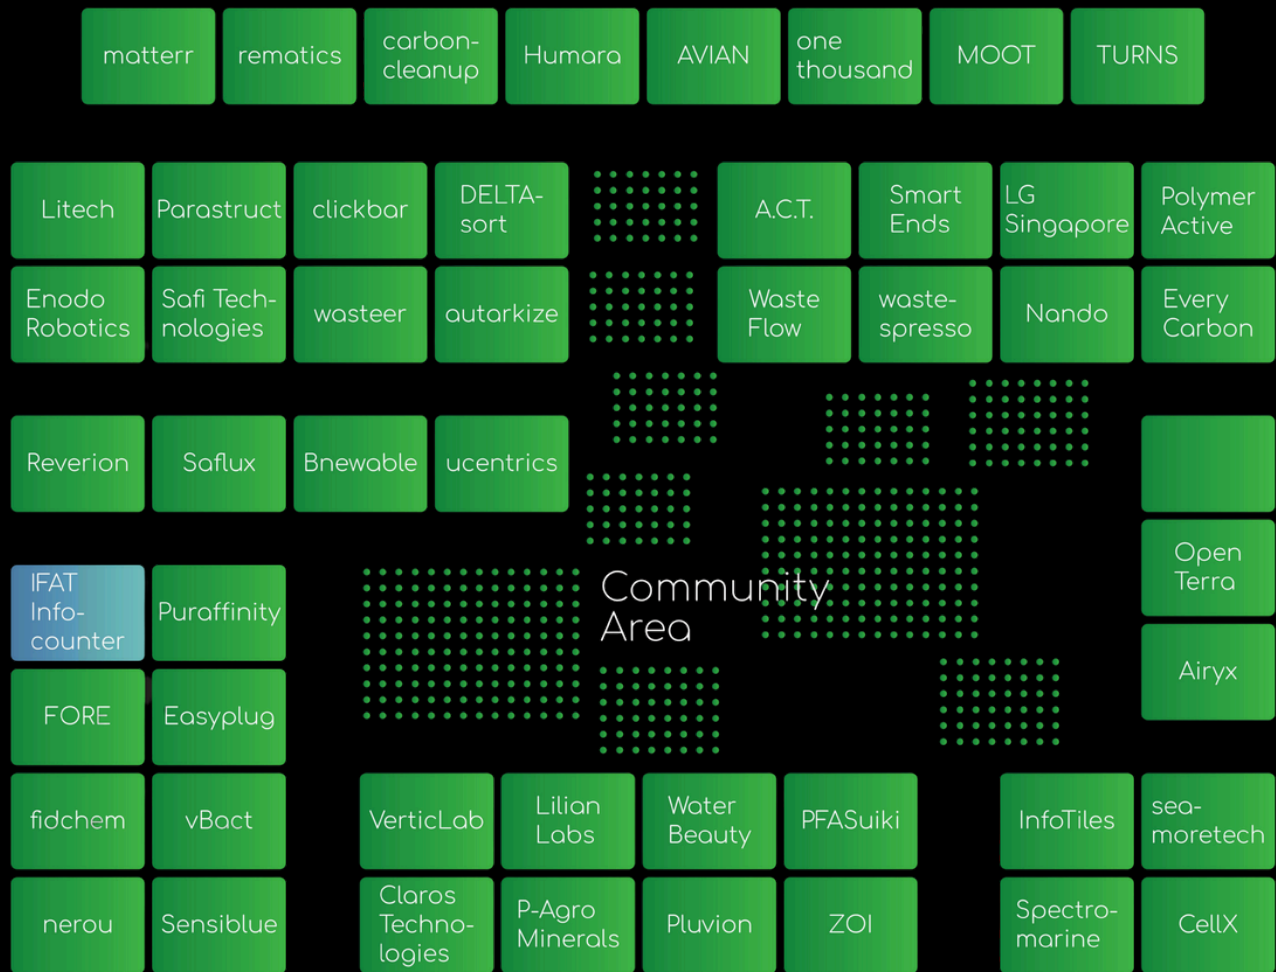 matterr
rematics
carbon-
cleanup
Humara
AVIAN
one
thousand
MOOT
TURNS
Litech
Parastruct
clickbar
DELTA-
sort
A.C.T.
Smart
Ends
LG
Singapore
Polymer
Active
Enodo
Robotics
Safi Tech-
nologies
wasteer
autarkize
Waste
Flow
waste-
spresso
Nando
Every
Carbon
Reverion
Saflux
Bnewable
ucentrics
Open
Terra
IFAT
Info-
counter
Puraffinity
Community
Area
Airyx
FORE
Easyplug
fidchem
vBact
VerticLab
Lilian
Labs
Water
Beauty
PFASuiki
InfoTiles
sea-
moretech
nerou
Sensiblue
Claros
Techno-
logies
P-Agro
Minerals
Pluvion
ZOI
Spectro-
marine
CellX